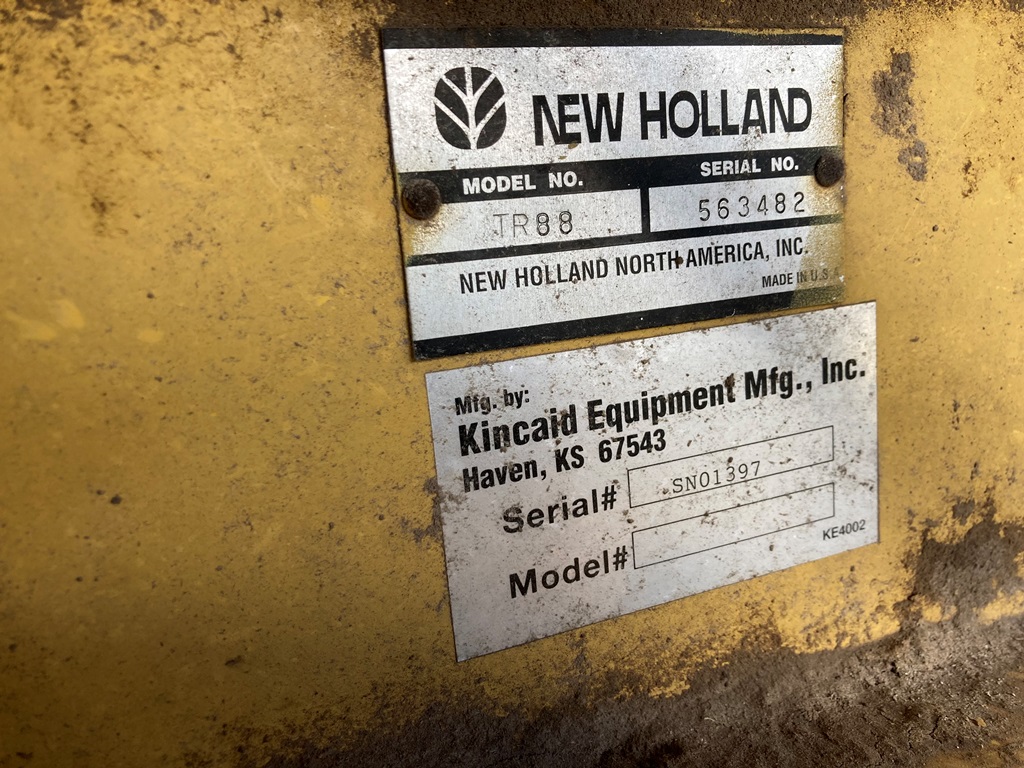 NEW HOLLAND
MODEL NO. SERIAL NO.
TR88 563482
NEW HOLLAND NORTH AMERICA, INC.
MADE IN U.S.A
Mfg. by:
Kincaid Equipment Mfg., Inc.
Haven, KS 67543
Serial# SN01397
Model#
KE4002